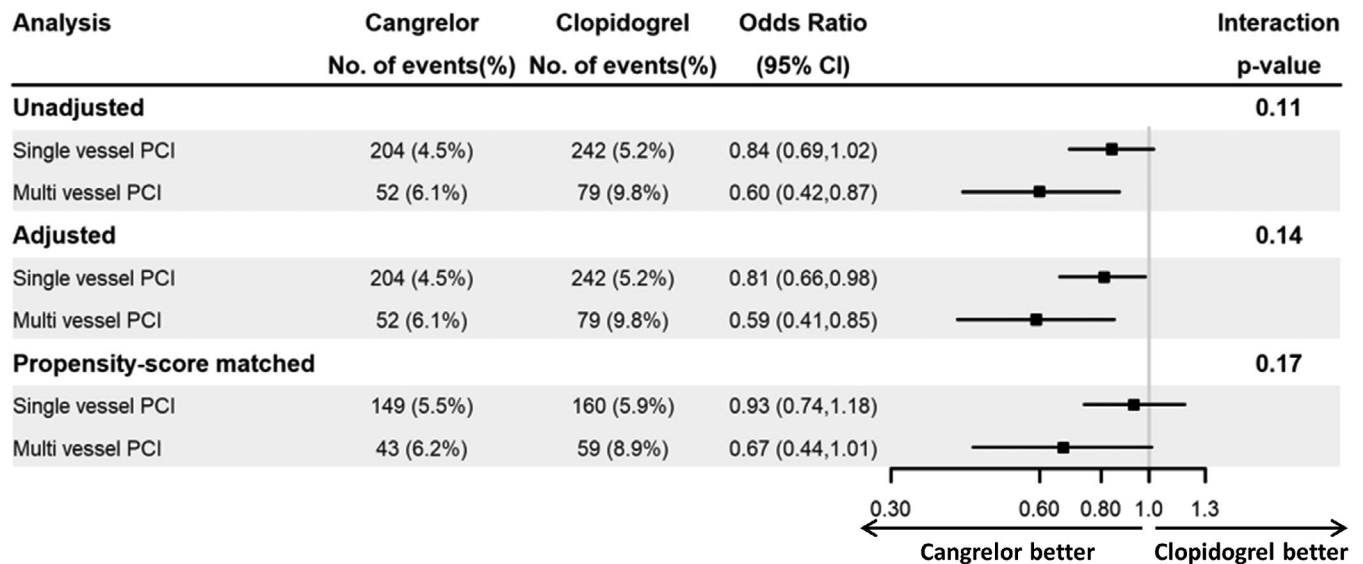 Analysis Cangrelor Clopidogrel Odds Ratio Interaction
No. of events(%) No. of events(%) (95% CI) p-value
Unadjusted 0.11
Single vessel PCI 204 (4.5%) 242 (5.2%) 0.84 (0.69,1.02)
Multi vessel PCI 52 (6.1%) 79 (9.8%) 0.60 (0.42,0.87)
Adjusted 0.14
Single vessel PCI 204 (4.5%) 242 (5.2%) 0.81 (0.66,0.98)
Multi vessel PCI 52 (6.1%) 79 (9.8%) 0.59 (0.41,0.85)
Propensity-score matched 0.17
Single vessel PCI 149 (5.5%) 160 (5.9%) 0.93 (0.74,1.18)
Multi vessel PCI 43 (6.2%) 59 (8.9%) 0.67 (0.44,1.01)
0.30 0.60 0.80 1.0 1.3
Cangrelor better Clopidogrel better